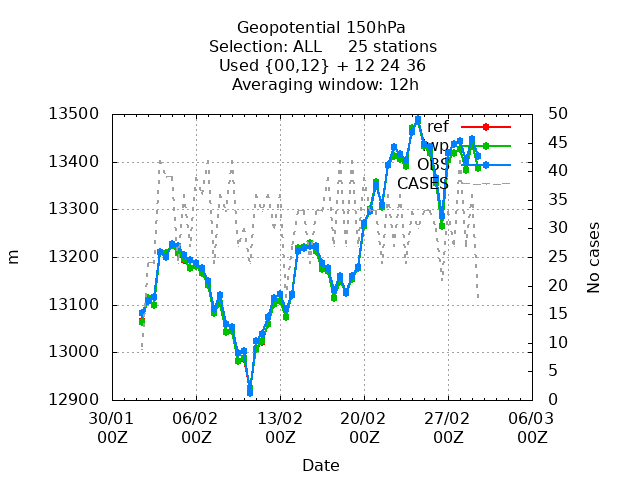 Geopotential 150hPa
Selection: ALL     25 stations
Used {00,12} + 12 24 36
Averaging window: 12h
13500
13400
13300
13200
13100
13000
12900
m
50
45
40
35
30
25
20
15
10
5
0
No cases
ref
wp
OBS
CASES
30/01 06/02 13/02 20/02 27/02 06/03
00Z 00Z 00Z 00Z 00Z 00Z
Date